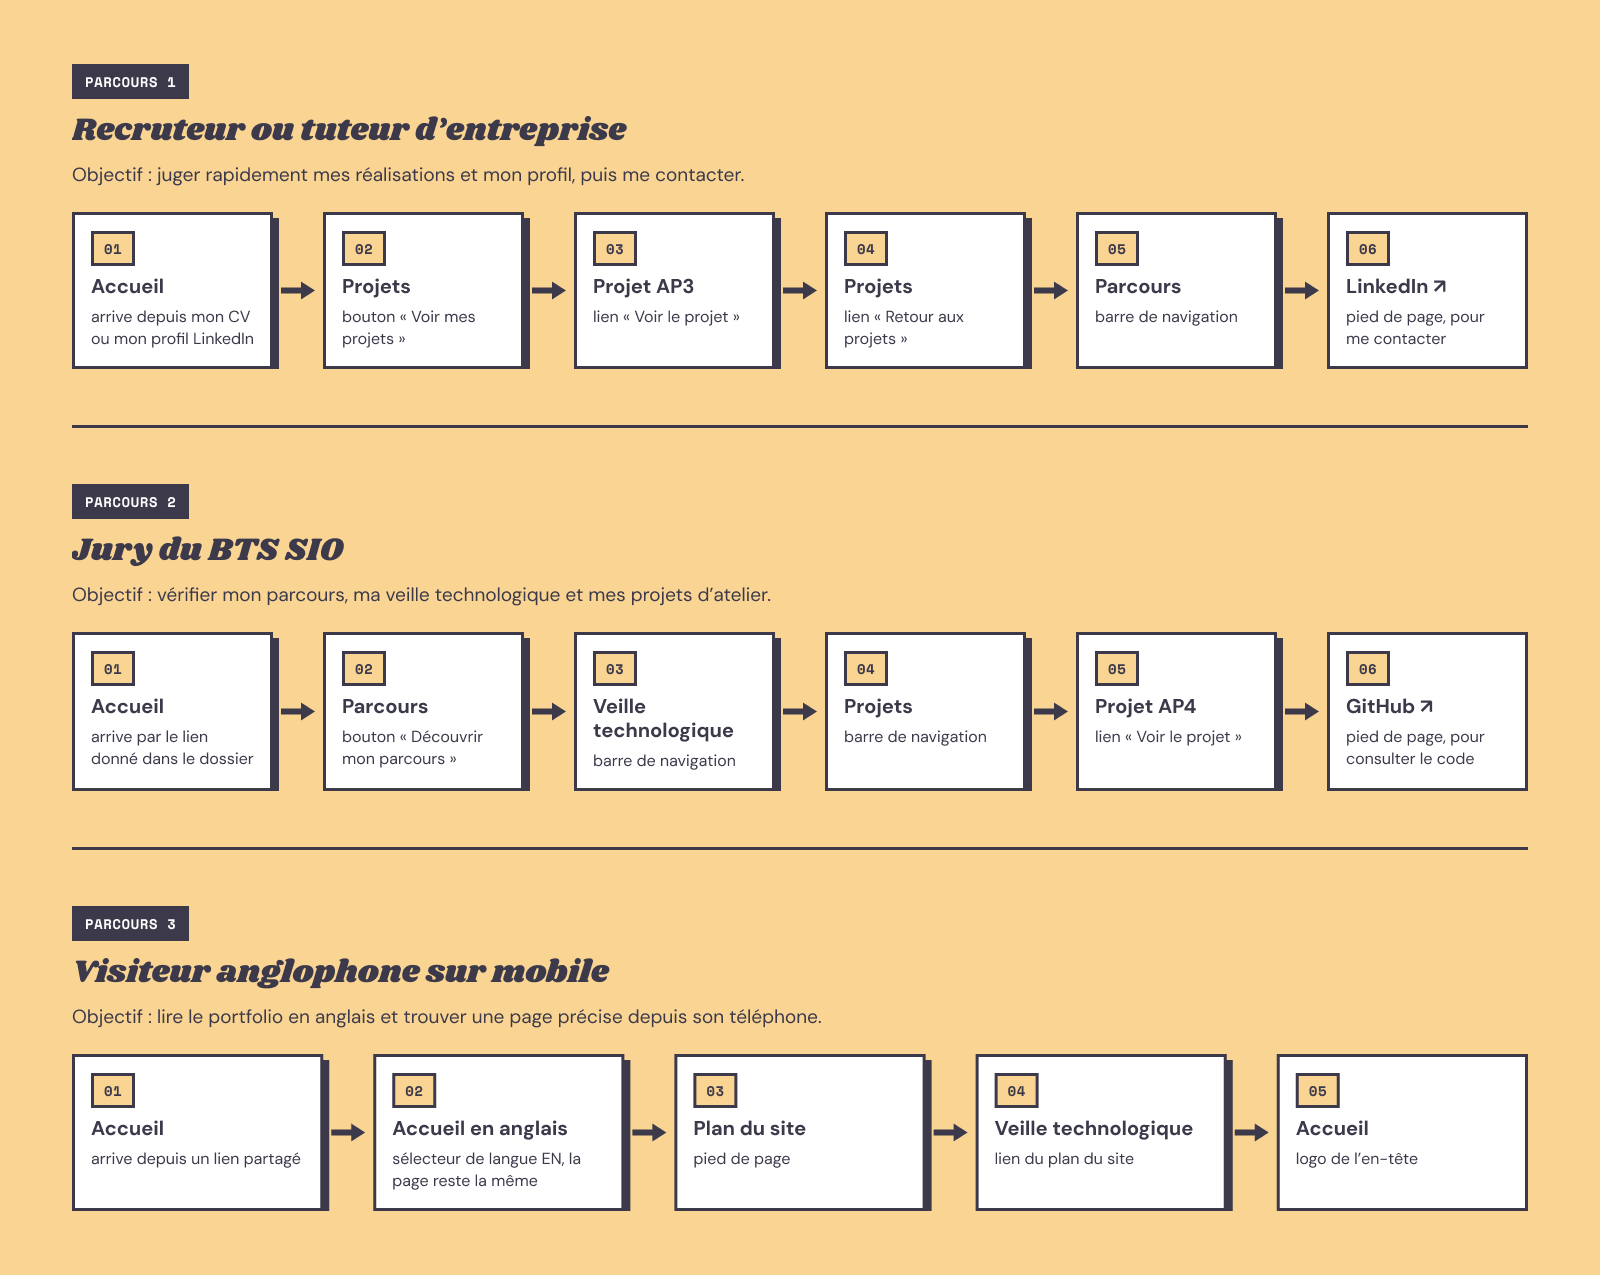 PARCOURS 1
Recruteur ou tuteur d’entreprise
Objectif : juger rapidement mes réalisations et mon profil, puis me contacter.
01
Accueil
arrive depuis mon CV
ou mon profil LinkedIn
02
Projets
bouton « Voir mes
projets »
03
Projet AP3
lien « Voir le projet »
04
Projets
lien « Retour aux
projets »
05
Parcours
barre de navigation
06
LinkedIn ↗
pied de page, pour
me contacter
PARCOURS 2
Jury du BTS SIO
Objectif : vérifier mon parcours, ma veille technologique et mes projets d’atelier.
01
Accueil
arrive par le lien
donné dans le dossier
02
Parcours
bouton « Découvrir
mon parcours »
03
Veille
technologique
barre de navigation
04
Projets
barre de navigation
05
Projet AP4
lien « Voir le projet »
06
GitHub ↗
pied de page, pour
consulter le code
PARCOURS 3
Visiteur anglophone sur mobile
Objectif : lire le portfolio en anglais et trouver une page précise depuis son téléphone.
01
Accueil
arrive depuis un lien partagé
02
Accueil en anglais
sélecteur de langue EN, la
page reste la même
03
Plan du site
pied de page
04
Veille technologique
lien du plan du site
05
Accueil
logo de l’en-tête